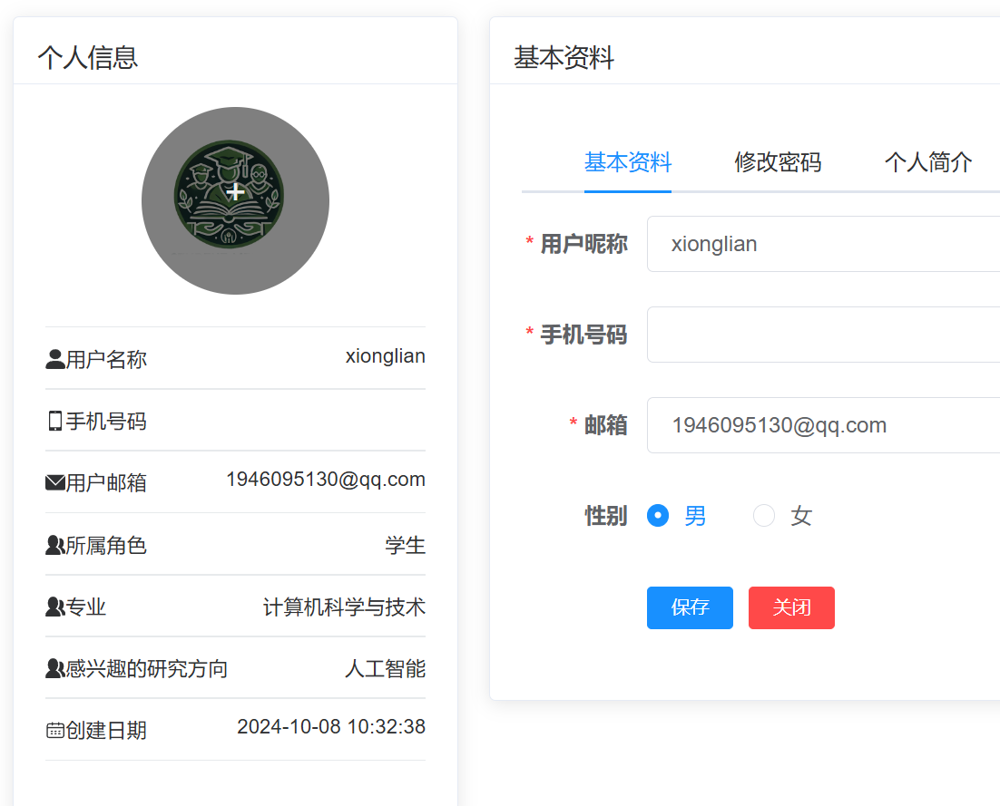 个人信息
用户名称 xionglian
手机号码
用户邮箱 1946095130@qq.com
所属角色 学生
专业 计算机科学与技术
感兴趣的研究方向 人工智能
创建日期 2024-10-08 10:32:38
基本资料
基本资料 修改密码 个人简介
* 用户昵称 xionglian
* 手机号码
* 邮箱 1946095130@qq.com
性别 男 女
保存 关闭